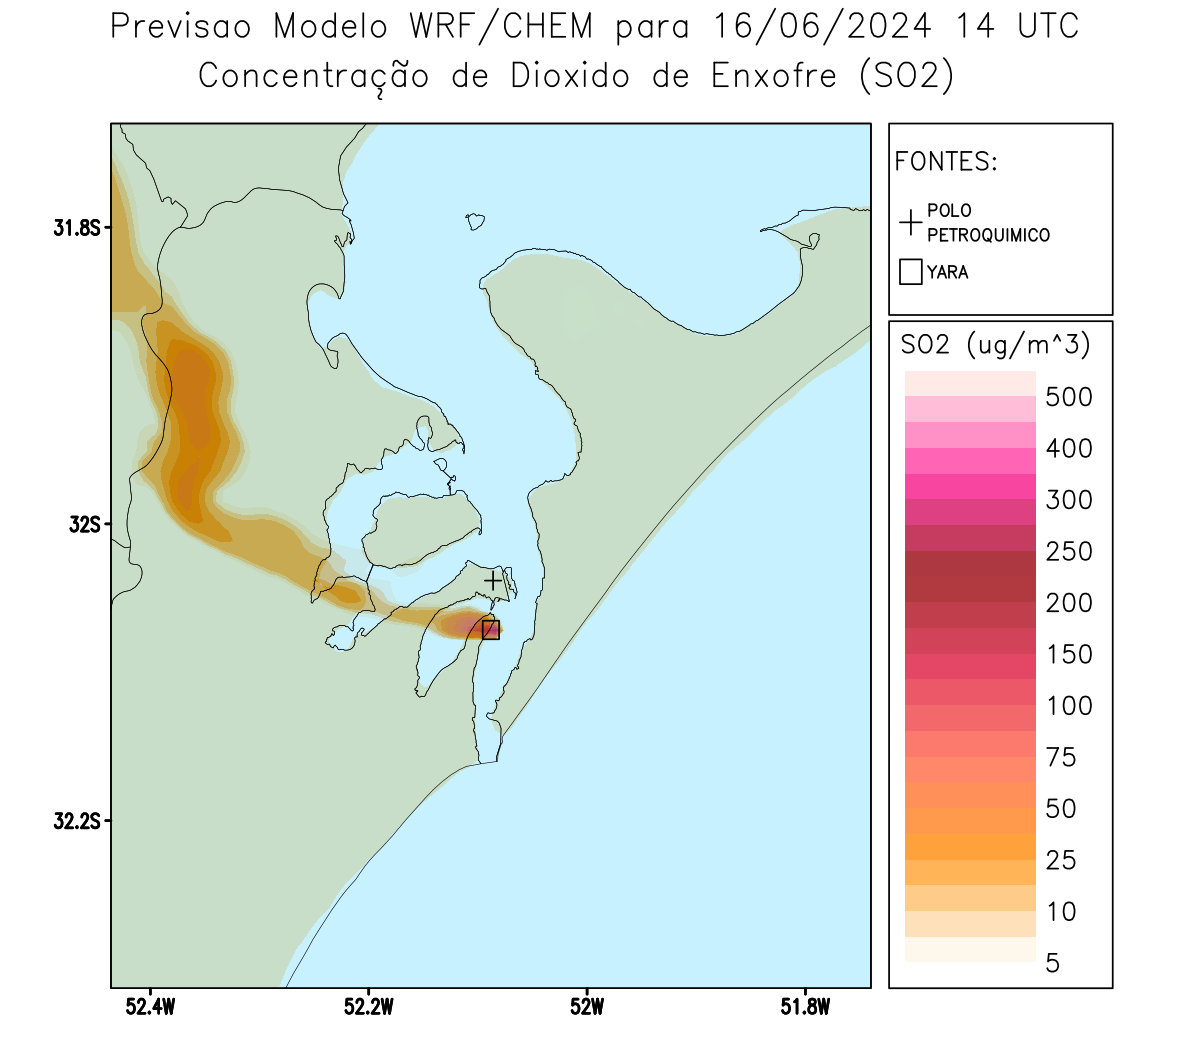 Previsao Modelo WRF/CHEM para 16/06/2024 14 UTC
Concentração de Dioxido de Enxofre (SO2)
FONTES:
POLO
PETROQUIMICO
YARA
31.8S
32S
32.2S
52.4W
52.2W
52W
51.8W
SO2 (ug/m^3)
500
400
300
250
200
150
100
75
50
25
10
5